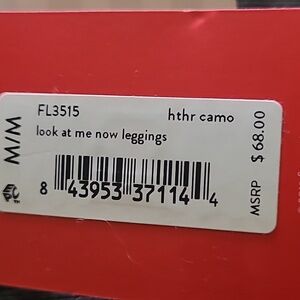 M/M
FL3515 hthr camo
look at me now leggings
8 43953 37114 4
MSRP $ 68.00